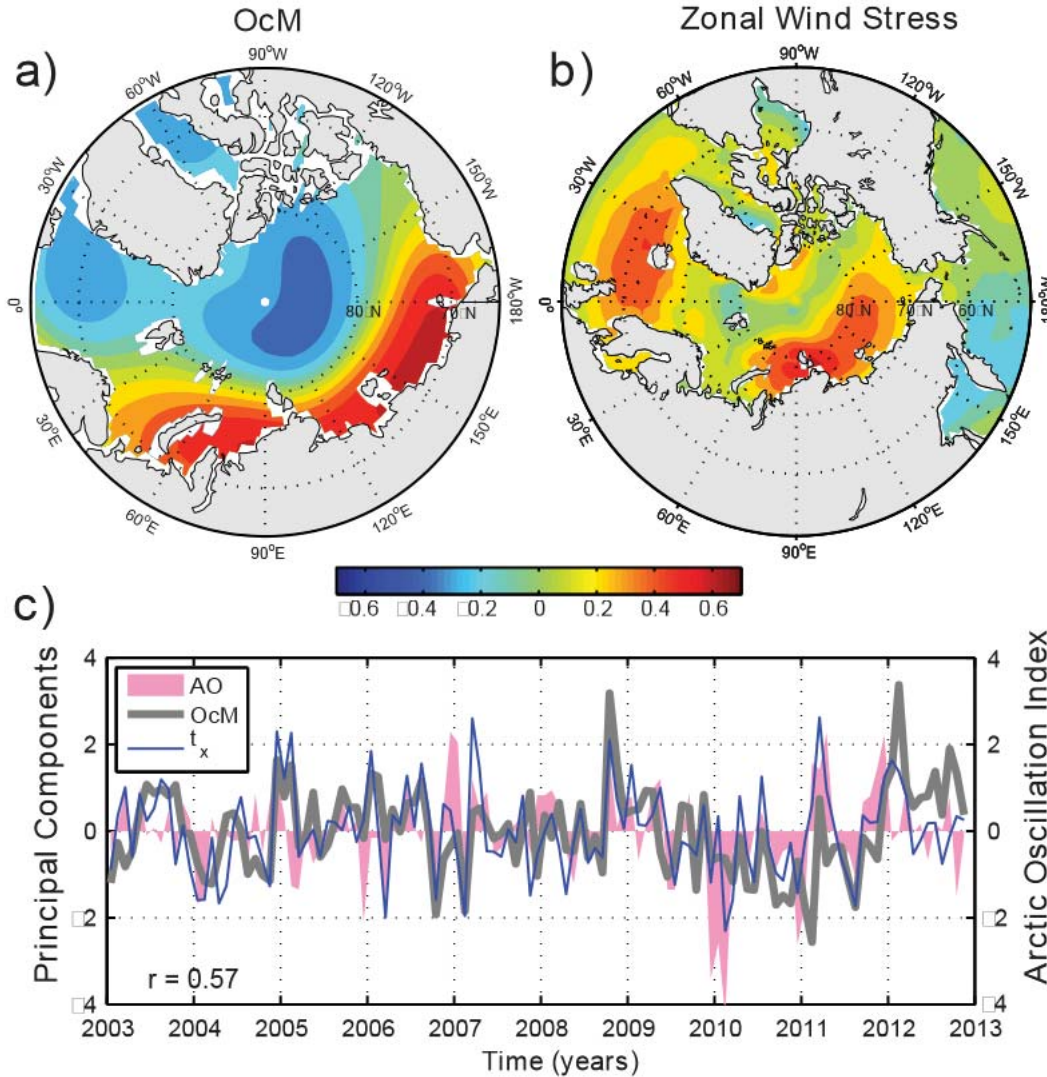 OcM
Zonal Wind Stress
a)
b)
90°W
60°W
120°W
30°W
150°W
0°
80□N
180°W
30°E
150°E
60°E
120°E
90°E
90°W
60°W
120°W
30°W
150°W
0°
80□N 70□N 60□N
180°W
30°E
150°E
60°E
120°E
90°E
□0.6 □0.4 □0.2 0 0.2 0.4 0.6
c)
Principal Components
4
2
0
□2
□4
AO
OcM
t_x
r = 0.57
4
2
0
□2
□4
Arctic Oscillation Index
2003 2004 2005 2006 2007 2008 2009 2010 2011 2012 2013
Time (years)